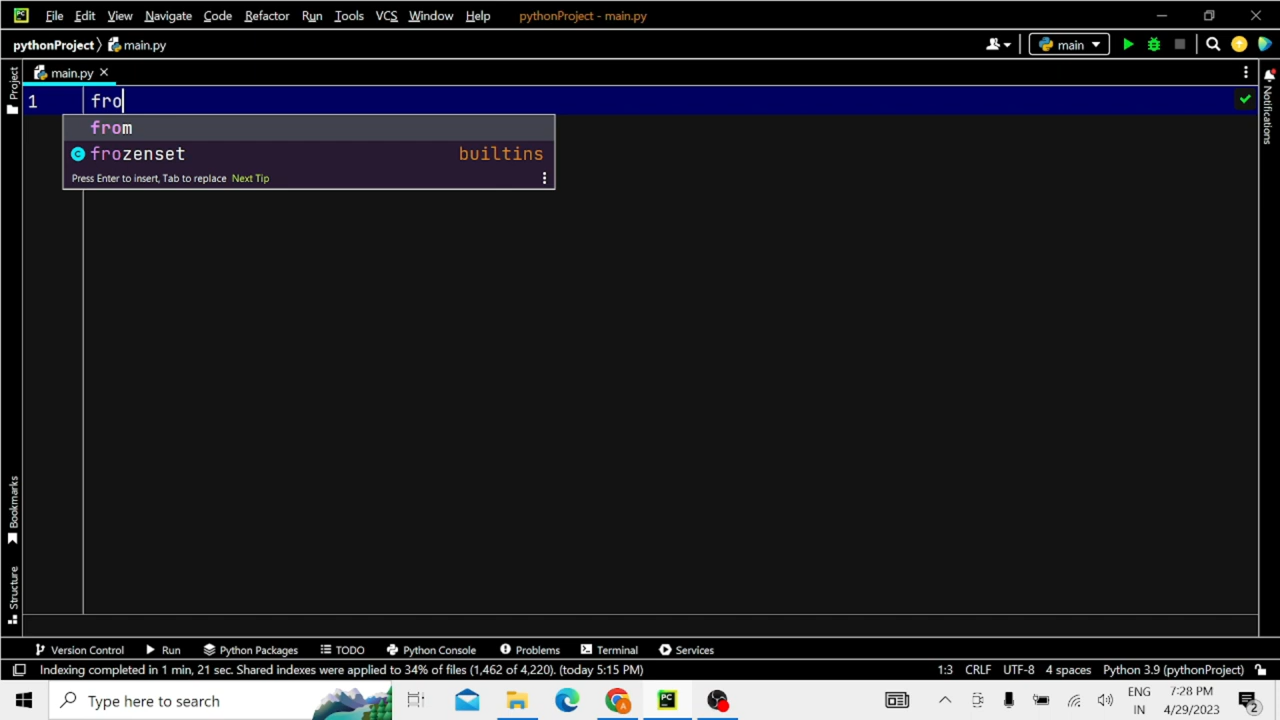 PC File Edit View Navigate Code Refactor Run Tools VCS Window Help pythonProject - main.py
pythonProject main.py main
Project main.py Notifications
1 fro
from
frozenset builtins
Press Enter to insert, Tab to replace Next Tip
Bookmarks
Structure
Version Control Run Python Packages TODO Python Console Problems Terminal Services
Indexing completed in 1 min, 21 sec. Shared indexes were applied to 34% of files (1,462 of 4,220). (today 5:15 PM) 1:3 CRLF UTF-8 4 spaces Python 3.9 (pythonProject)
Type here to search PC ENG 7:28 PM
IN 4/29/2023 2